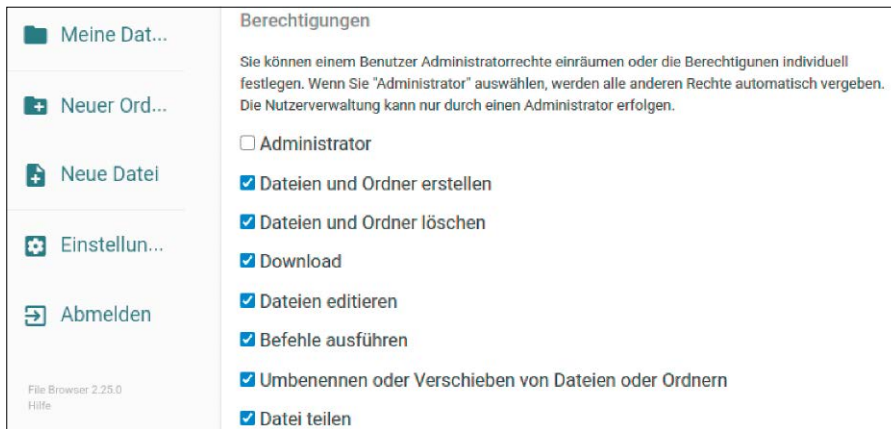 Meine Dat...
Neuer Ord...
Neue Datei
Einstellun...
Abmelden
File Browser 2.25.0
Hilfe
Berechtigungen
Sie können einem Benutzer Administratorrechte einräumen oder die Berechtigunen individuell
festlegen. Wenn Sie "Administrator" auswählen, werden alle anderen Rechte automatisch vergeben.
Die Nutzerverwaltung kann nur durch einen Administrator erfolgen.
Administrator
Dateien und Ordner erstellen
Dateien und Ordner löschen
Download
Dateien editieren
Befehle ausführen
Umbenennen oder Verschieben von Dateien oder Ordnern
Datei teilen